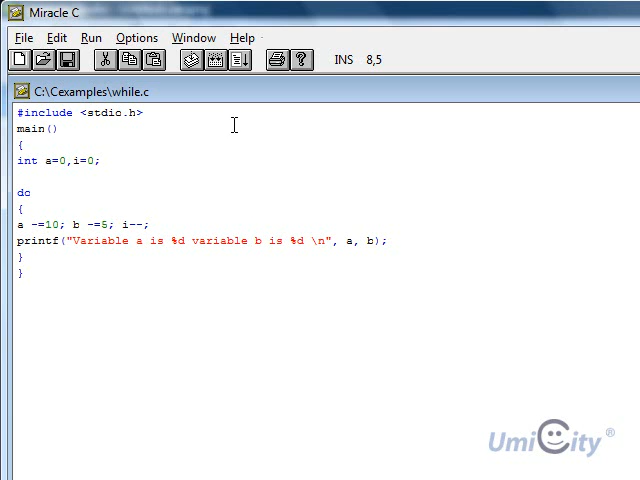 Miracle C
File Edit Run Options Window Help
INS 8,5
C:\Cexamples\while.c
#include <stdio.h>
main()
{
int a=0,i=0;
do
{
a -=10; b -=5; i--;
printf("Variable a is %d variable b is %d \n", a, b);
}
}
UmiCity ®